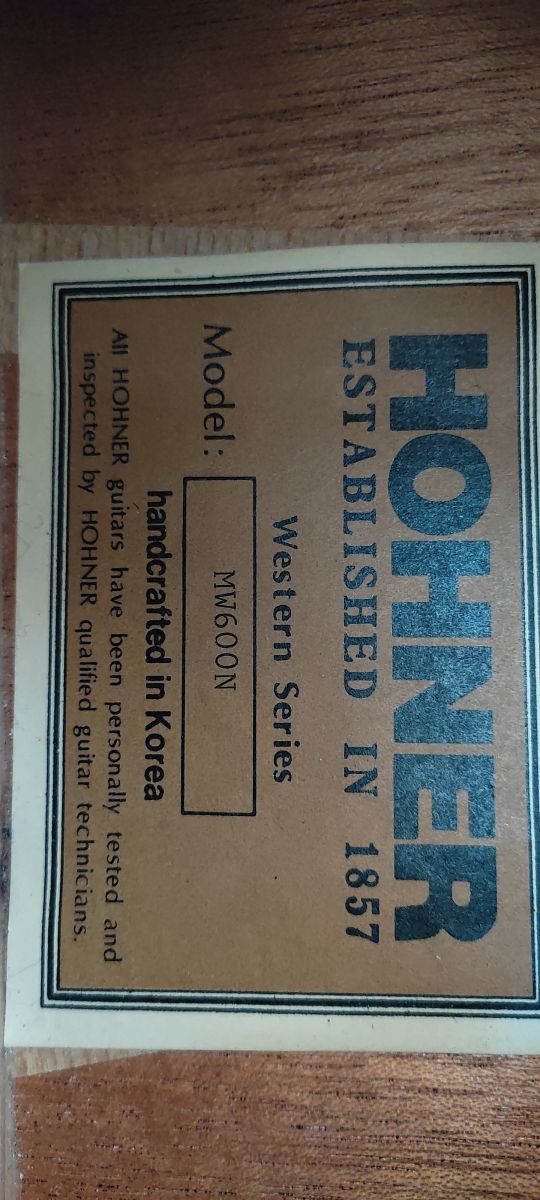 HOHNER
ESTABLISHED IN 1857
Western Series
Model: MW600N
handcrafted in Korea
All HOHNER guitars have been personally tested and
inspected by HOHNER qualified guitar technicians.